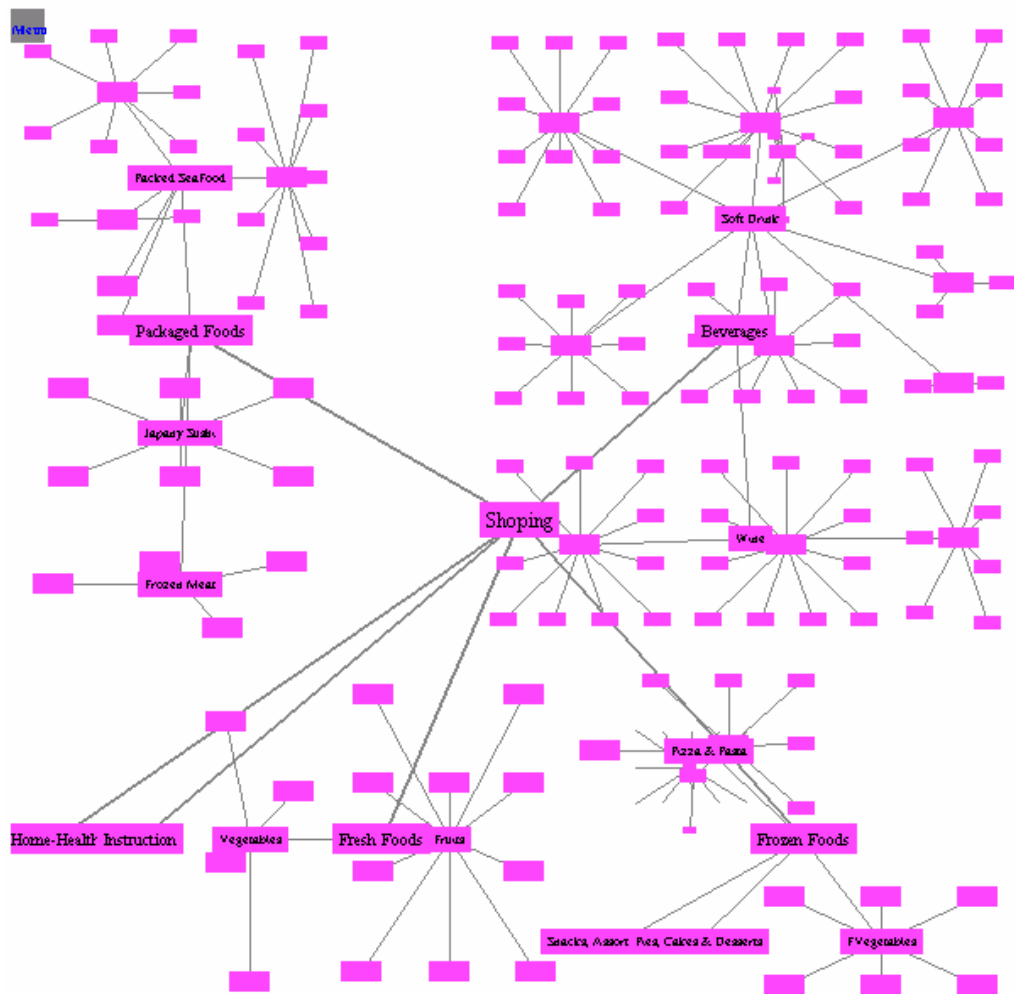 Menu
Packed SeaFood
Soft Drink
Packaged Foods
Beverages
Japany Sushi
Shoping
Wine
Frozen Meat
Pizza & Pasta
Home-Health Instruction
Vegetables
Fresh Foods
Fruits
Frozen Foods
Snacks, Assort Pies, Cakes & Desserts
FVegetables